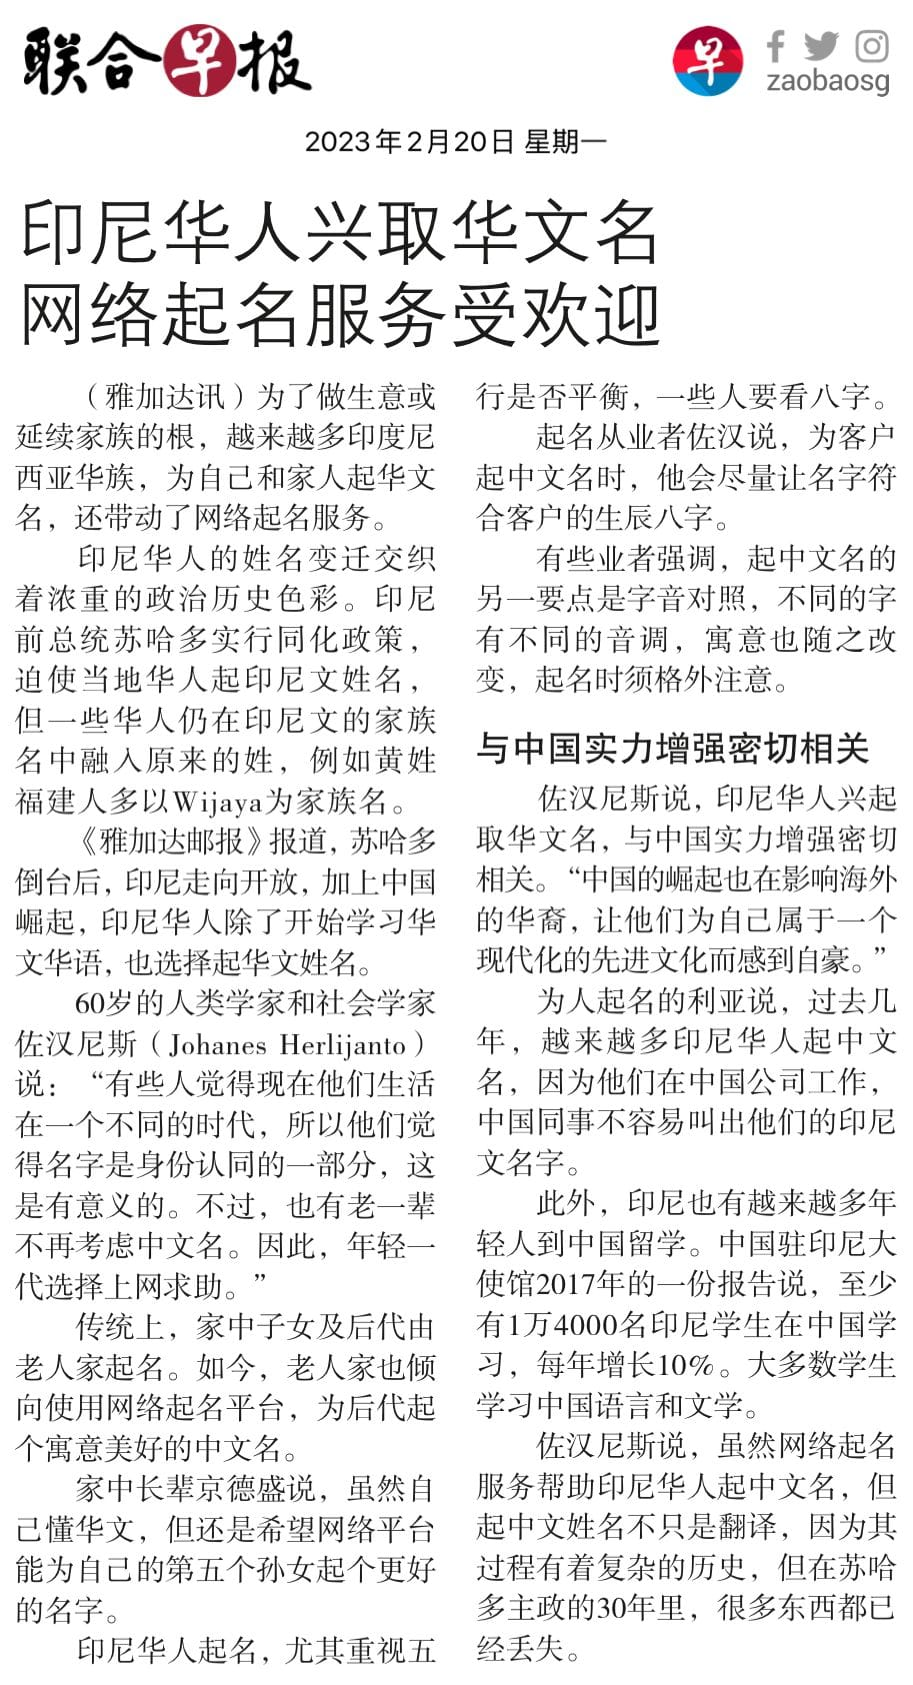 联合早报
早
zaobaosg
2023年2月20日 星期一
印尼华人兴取华文名
网络起名服务受欢迎
（雅加达讯）为了做生意或
延续家族的根，越来越多印度尼
西亚华族，为自己和家人起华文
名，还带动了网络起名服务。
印尼华人的姓名变迁交织
着浓重的政治历史色彩。印尼
前总统苏哈多实行同化政策，
迫使当地华人起印尼文姓名，
但一些华人仍在印尼文的家族
名中融入原来的姓，例如黄姓
福建人多以Wijaya为家族名。
《雅加达邮报》报道，苏哈多
倒台后，印尼走向开放，加上中国
崛起，印尼华人除了开始学习华
文华语，也选择起华文姓名。
60岁的人类学家和社会学家
佐汉尼斯（Johanes Herlijanto）
说：“有些人觉得现在他们生活
在一个不同的时代，所以他们觉
得名字是身份认同的一部分，这
是有意义的。不过，也有老一辈
不再考虑中文名。因此，年轻一
代选择上网求助。”
传统上，家中子女及后代由
老人家起名。如今，老人家也倾
向使用网络起名平台，为后代起
个寓意美好的中文名。
家中长辈京德盛说，虽然自
己懂华文，但还是希望网络平台
能为自己的第五个孙女起个更好
的名字。
印尼华人起名，尤其重视五
行是否平衡，一些人要看八字。
起名从业者佐汉说，为客户
起中文名时，他会尽量让名字符
合客户的生辰八字。
有些业者强调，起中文名的
另一要点是字音对照，不同的字
有不同的音调，寓意也随之改
变，起名时须格外注意。
与中国实力增强密切相关
佐汉尼斯说，印尼华人兴起
取华文名，与中国实力增强密切
相关。“中国的崛起也在影响海外
的华裔，让他们为自己属于一个
现代化的先进文化而感到自豪。”
为人起名的利亚说，过去几
年，越来越多印尼华人起中文
名，因为他们在中国公司工作，
中国同事不容易叫出他们的印尼
文名字。
此外，印尼也有越来越多年
轻人到中国留学。中国驻印尼大
使馆2017年的一份报告说，至少
有1万4000名印尼学生在中国学
习，每年增长10%。大多数学生
学习中国语言和文学。
佐汉尼斯说，虽然网络起名
服务帮助印尼华人起中文名，但
起中文姓名不只是翻译，因为其
过程有着复杂的历史，但在苏哈
多主政的30年里，很多东西都已
经丢失。